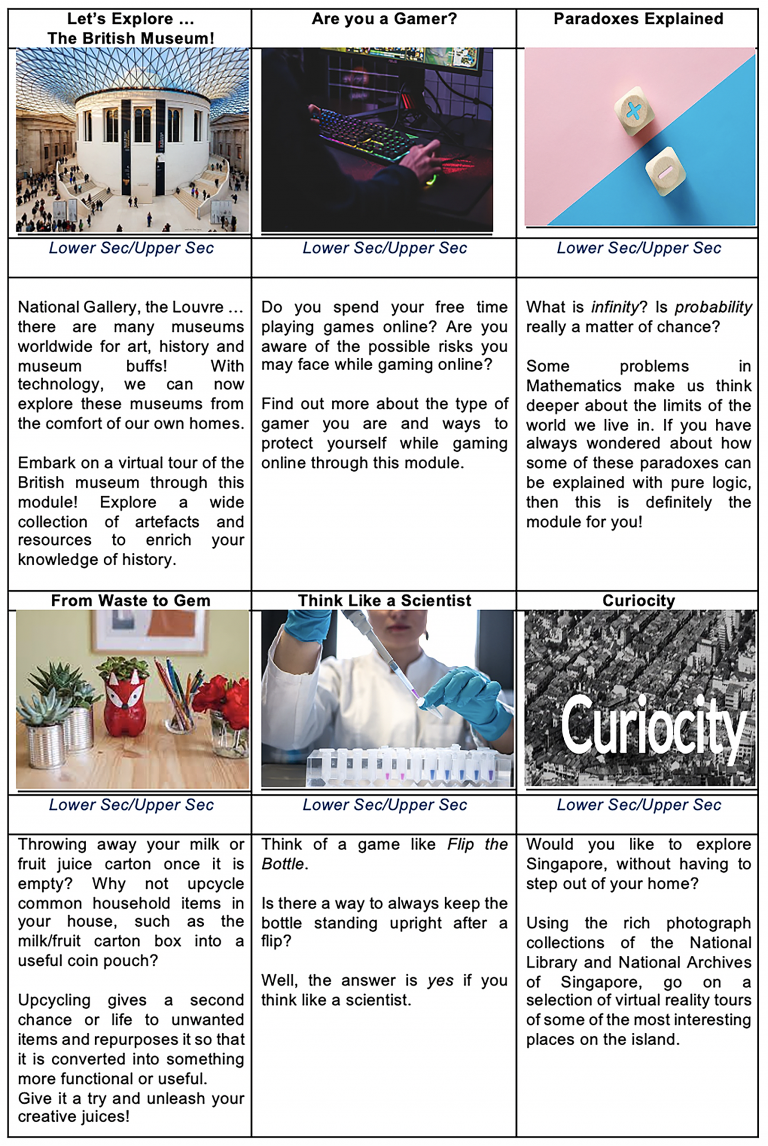 Let's Explore …
The British Museum!
Are you a Gamer?
Paradoxes Explained
Lower Sec/Upper Sec
Lower Sec/Upper Sec
Lower Sec/Upper Sec
National Gallery, the Louvre …
there are many museums
worldwide for art, history and
museum buffs! With
technology, we can now
explore these museums from
the comfort of our own homes.
Embark on a virtual tour of the
British museum through this
module! Explore a wide
collection of artefacts and
resources to enrich your
knowledge of history.
Do you spend your free time
playing games online? Are you
aware of the possible risks you
may face while gaming online?
Find out more about the type of
gamer you are and ways to
protect yourself while gaming
online through this module.
What is infinity? Is probability
really a matter of chance?
Some problems in
Mathematics make us think
deeper about the limits of the
world we live in. If you have
always wondered about how
some of these paradoxes can
be explained with pure logic,
then this is definitely the
module for you!
From Waste to Gem
Think Like a Scientist
Curiocity
Curiocity
Lower Sec/Upper Sec
Lower Sec/Upper Sec
Lower Sec/Upper Sec
Throwing away your milk or
fruit juice carton once it is
empty? Why not upcycle
common household items in
your house, such as the
milk/fruit carton box into a
useful coin pouch?
Upcycling gives a second
chance or life to unwanted
items and repurposes it so that
it is converted into something
more functional or useful.
Give it a try and unleash your
creative juices!
Think of a game like Flip the
Bottle.
Is there a way to always keep the
bottle standing upright after a
flip?
Well, the answer is yes if you
think like a scientist.
Would you like to explore
Singapore, without having to
step out of your home?
Using the rich photograph
collections of the National
Library and National Archives
of Singapore, go on a
selection of virtual reality tours
of some of the most interesting
places on the island.